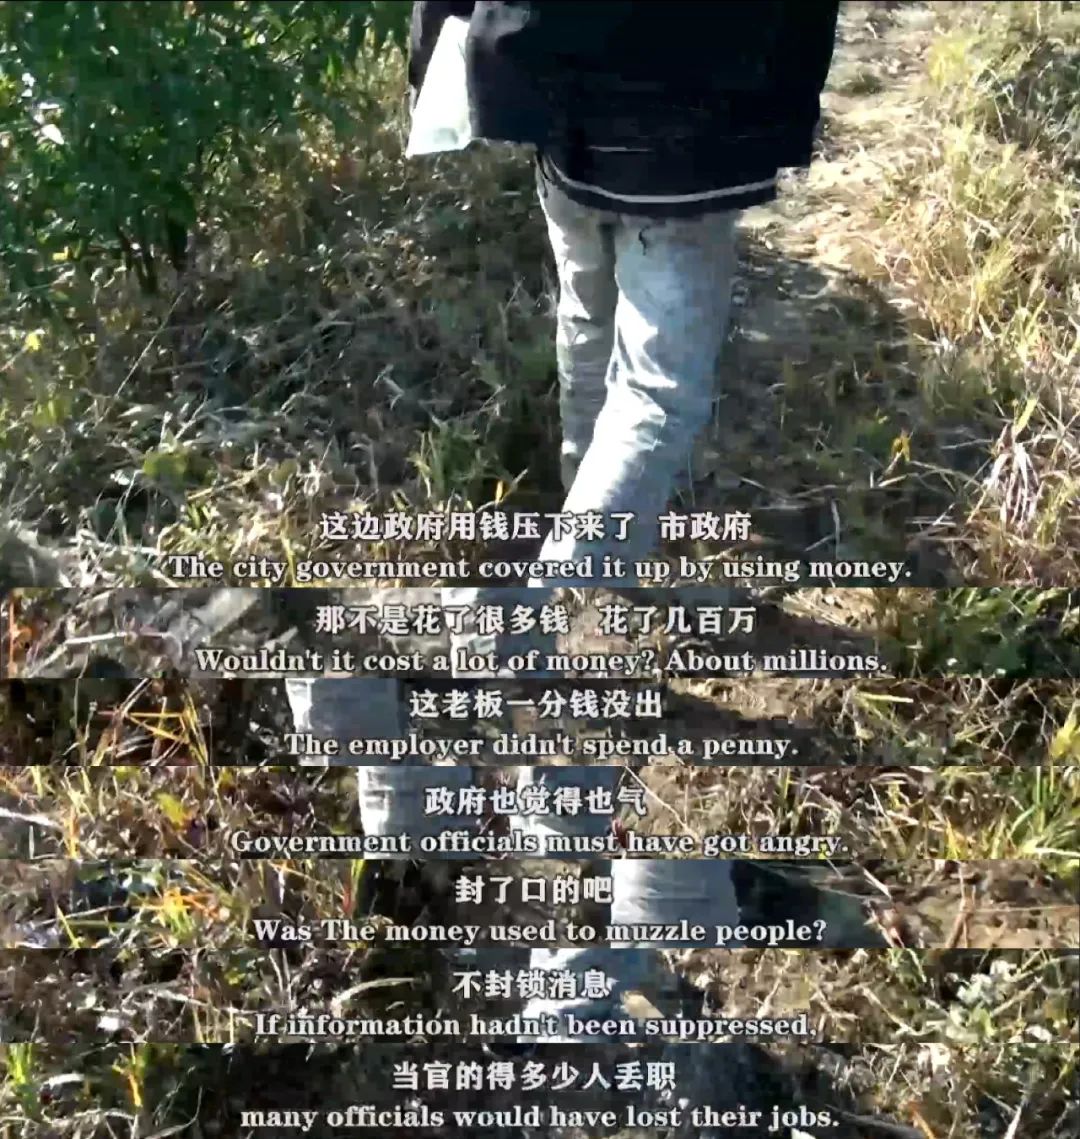 这边政府用钱压下来了 市政府
The city government covered it up by using money.
那不是花了很多钱 花了几百万
Wouldn't it cost a lot of money? About millions.
这老板一分钱没出
The employer didn't spend a penny.
政府也觉得也气
Government officials must have got angry.
封了口的吧
Was The money used to muzzle people?
不封锁消息
If information hadn't been suppressed,
当官的得多少人丢职
many officials would have lost their jobs.